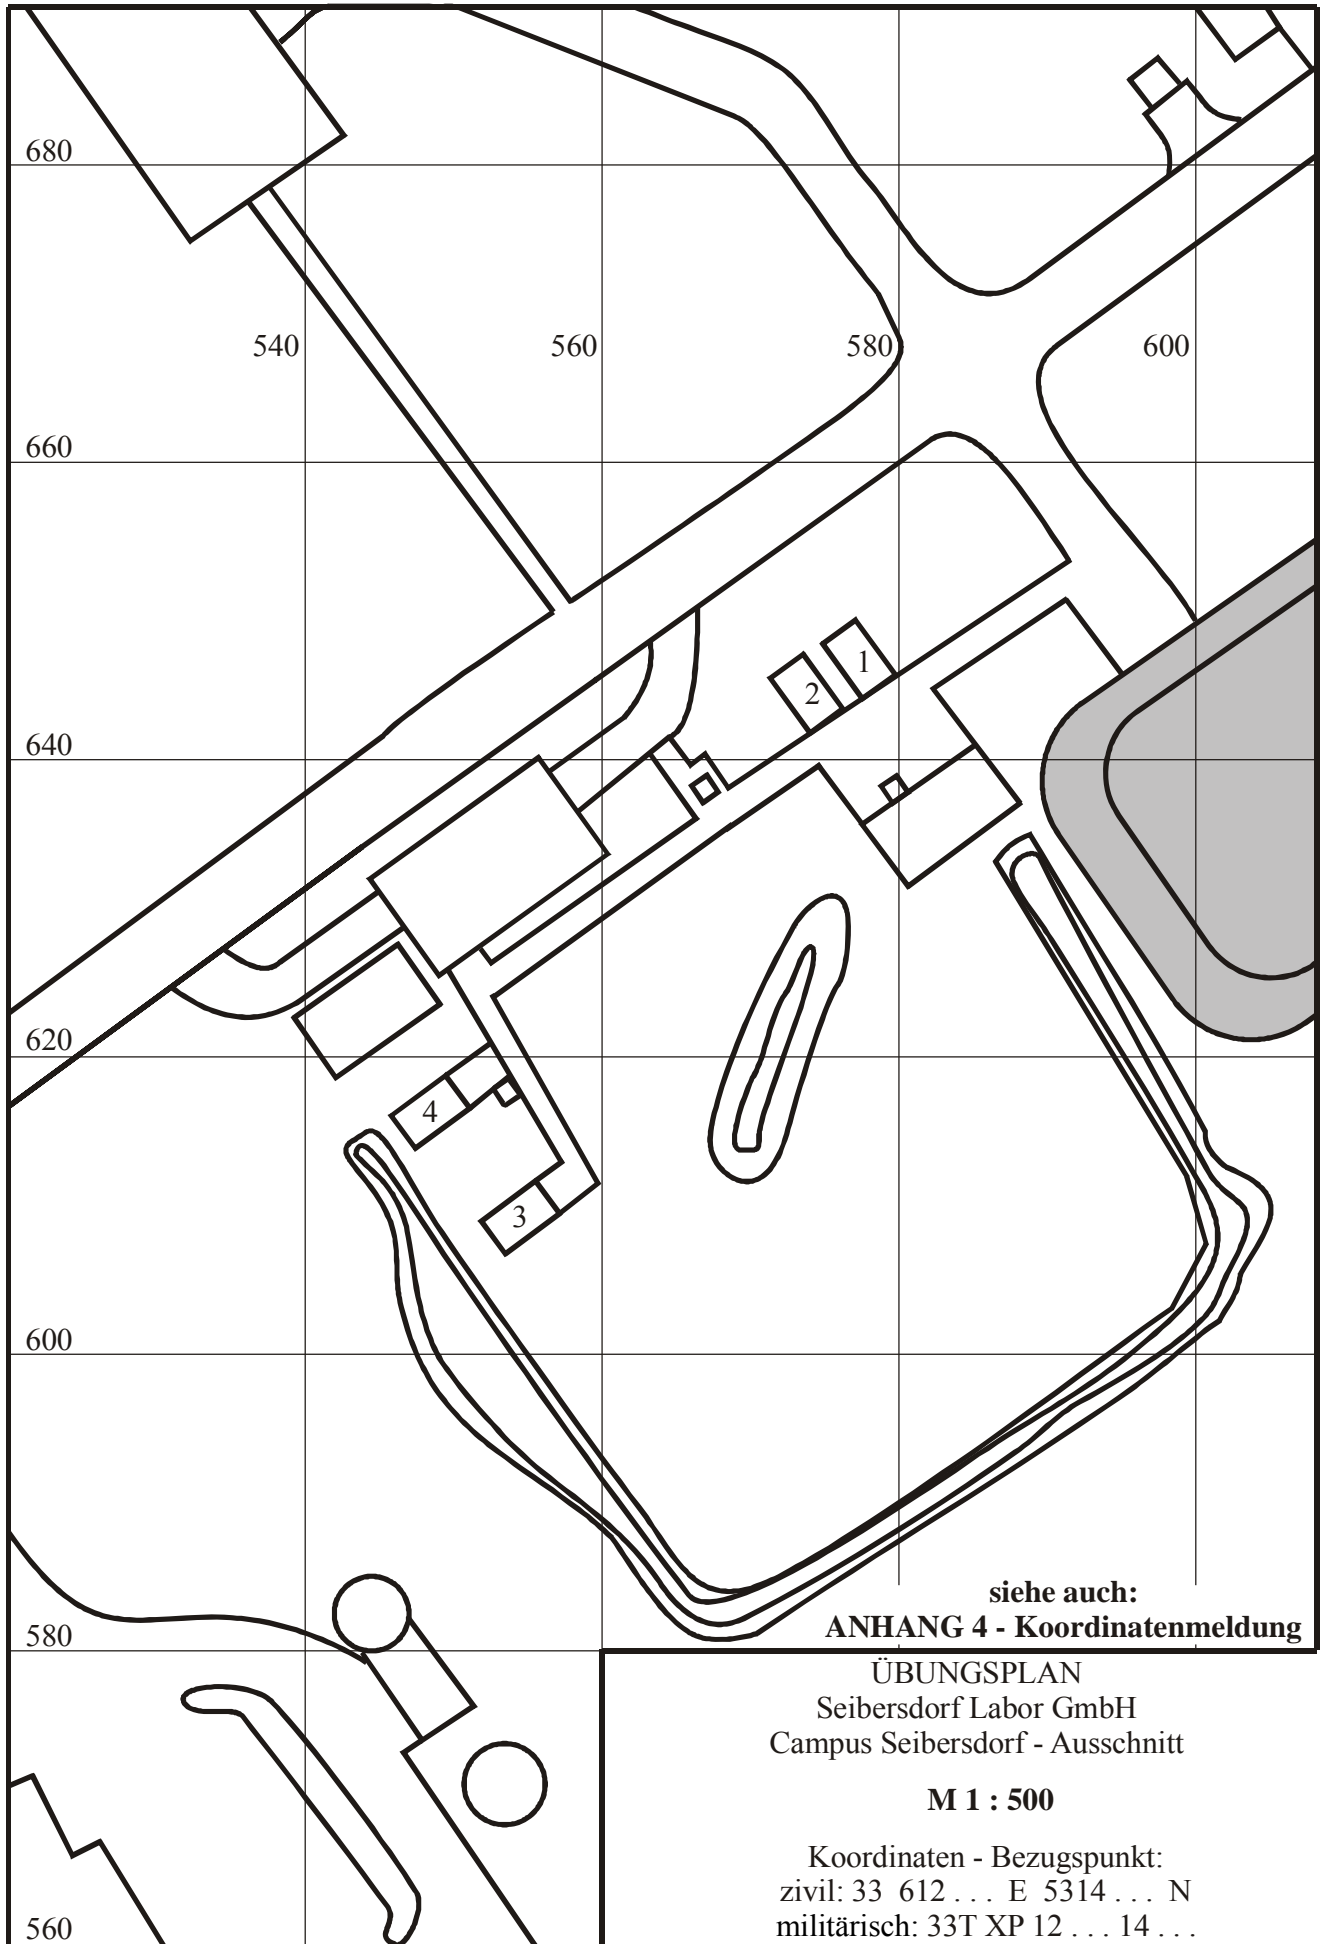 680
540 560 580 600
660
1
2
640
620
4
3
600
siehe auch:
ANHANG 4 - Koordinatenmeldung
580
ÜBUNGSPLAN
Seibersdorf Labor GmbH
Campus Seibersdorf - Ausschnitt
M 1 : 500
Koordinaten - Bezugspunkt:
zivil: 33 612 . . . E 5314 . . . N
militärisch: 33T XP 12 . . . 14 . . .
560